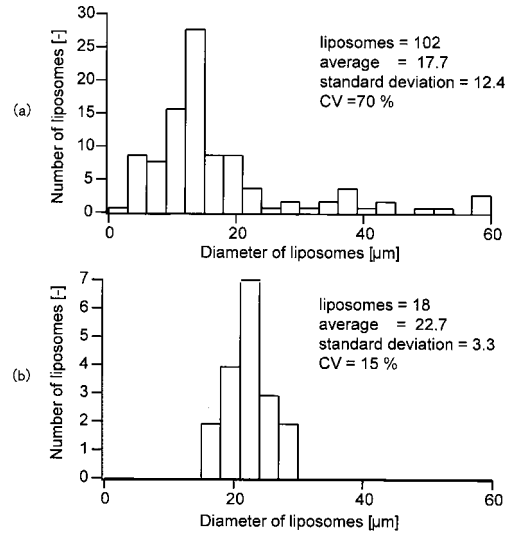 (a)
Number of liposomes [-]
30
25
20
15
10
5
0
liposomes = 102
average = 17.7
standard deviation = 12.4
CV =70 %
0 20 40 60
Diameter of liposomes [µm]
(b)
Number of liposomes [-]
7
6
5
4
3
2
1
0
liposomes = 18
average = 22.7
standard deviation = 3.3
CV = 15 %
0 20 40 60
Diameter of liposomes [µm]